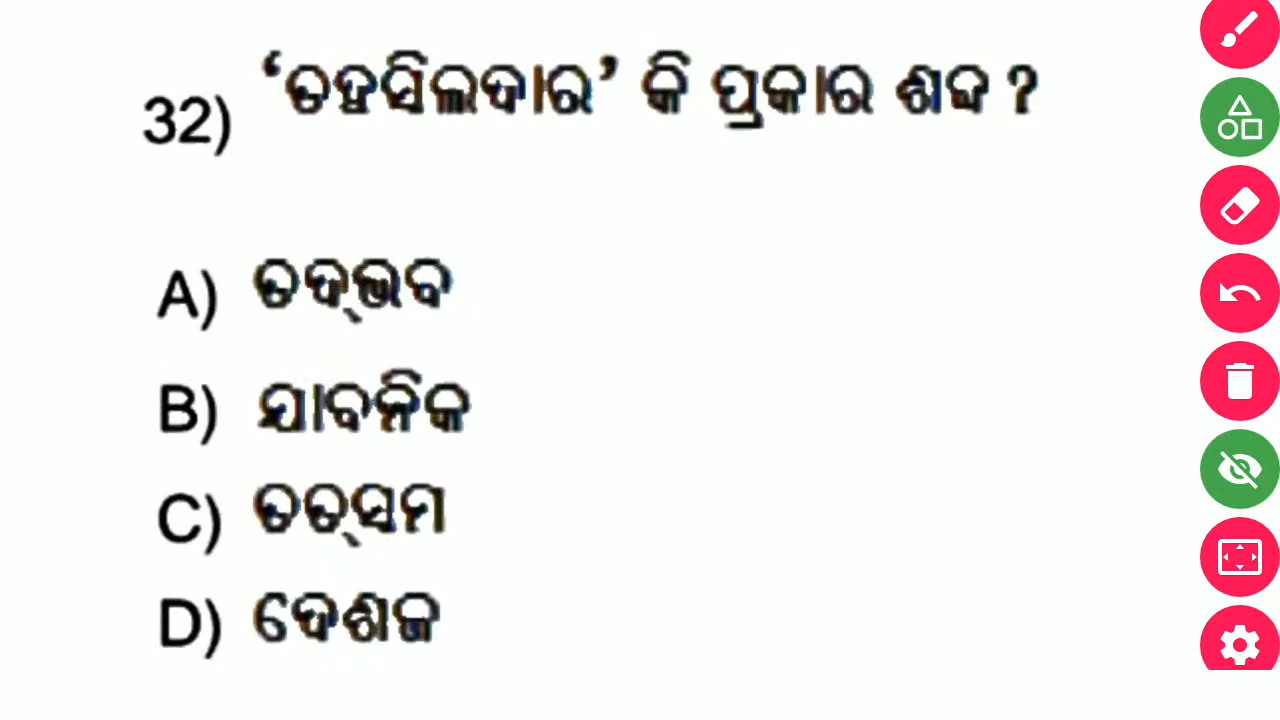 32) ‘ତହସିଲଦାର’ କି ପ୍ରକାର ଶବ୍ଦ ?
A) ତଦ୍ଭବ
B) ଯାବନିକ
C) ତତ୍ସମ
D) ଦେଶଜ